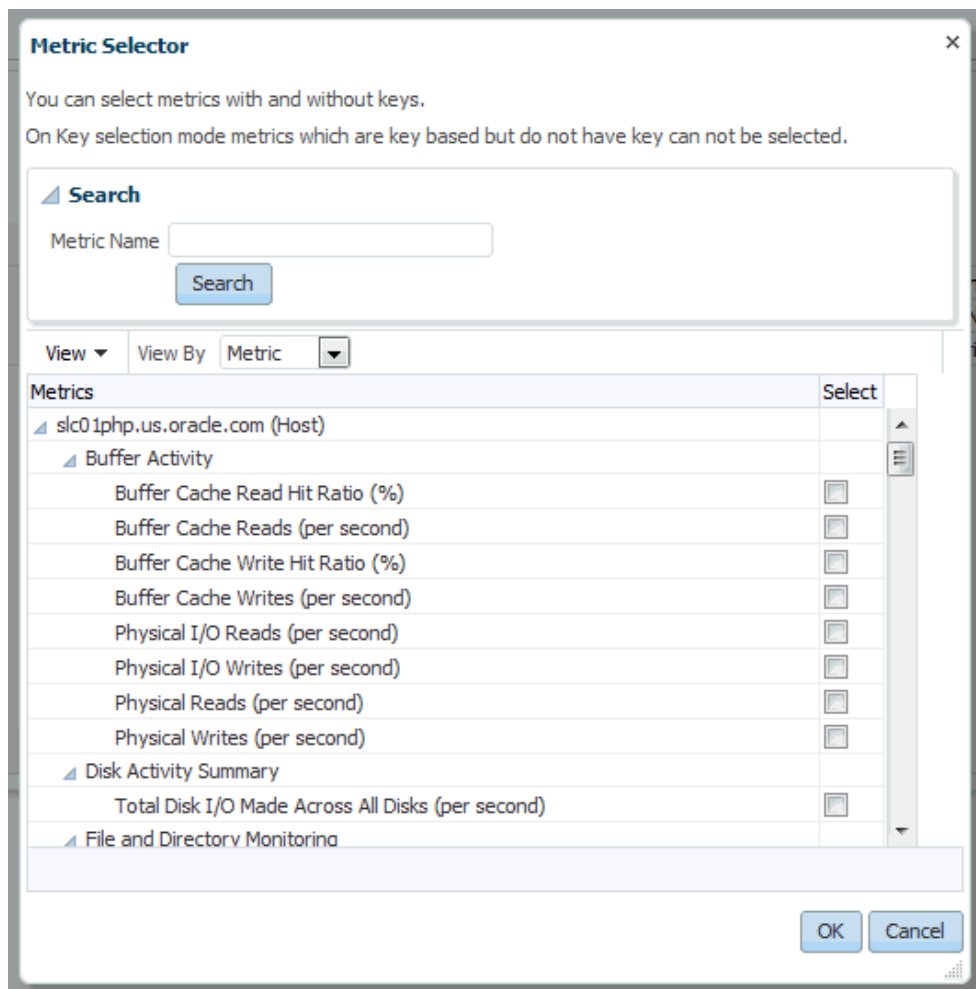 Metric Selector
You can select metrics with and without keys.
On Key selection mode metrics which are key based but do not have key can not be selected.
Search
Metric Name
Search
View View By Metric
Metrics Select
slc01php.us.oracle.com (Host)
Buffer Activity
Buffer Cache Read Hit Ratio (%)
Buffer Cache Reads (per second)
Buffer Cache Write Hit Ratio (%)
Buffer Cache Writes (per second)
Physical I/O Reads (per second)
Physical I/O Writes (per second)
Physical Reads (per second)
Physical Writes (per second)
Disk Activity Summary
Total Disk I/O Made Across All Disks (per second)
File and Directory Monitoring
OK Cancel